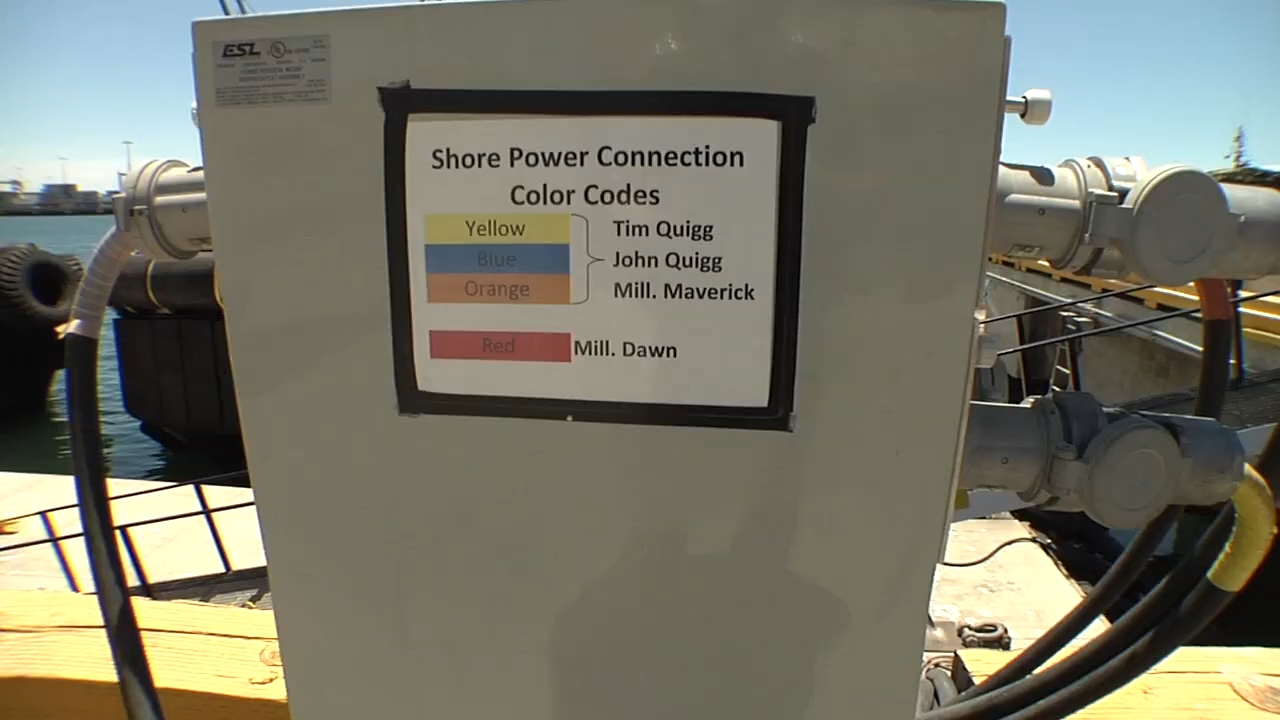 ESL
Shore Power Connection
Color Codes
Yellow Tim Quigg
Blue John Quigg
Orange Mill. Maverick
Red Mill. Dawn